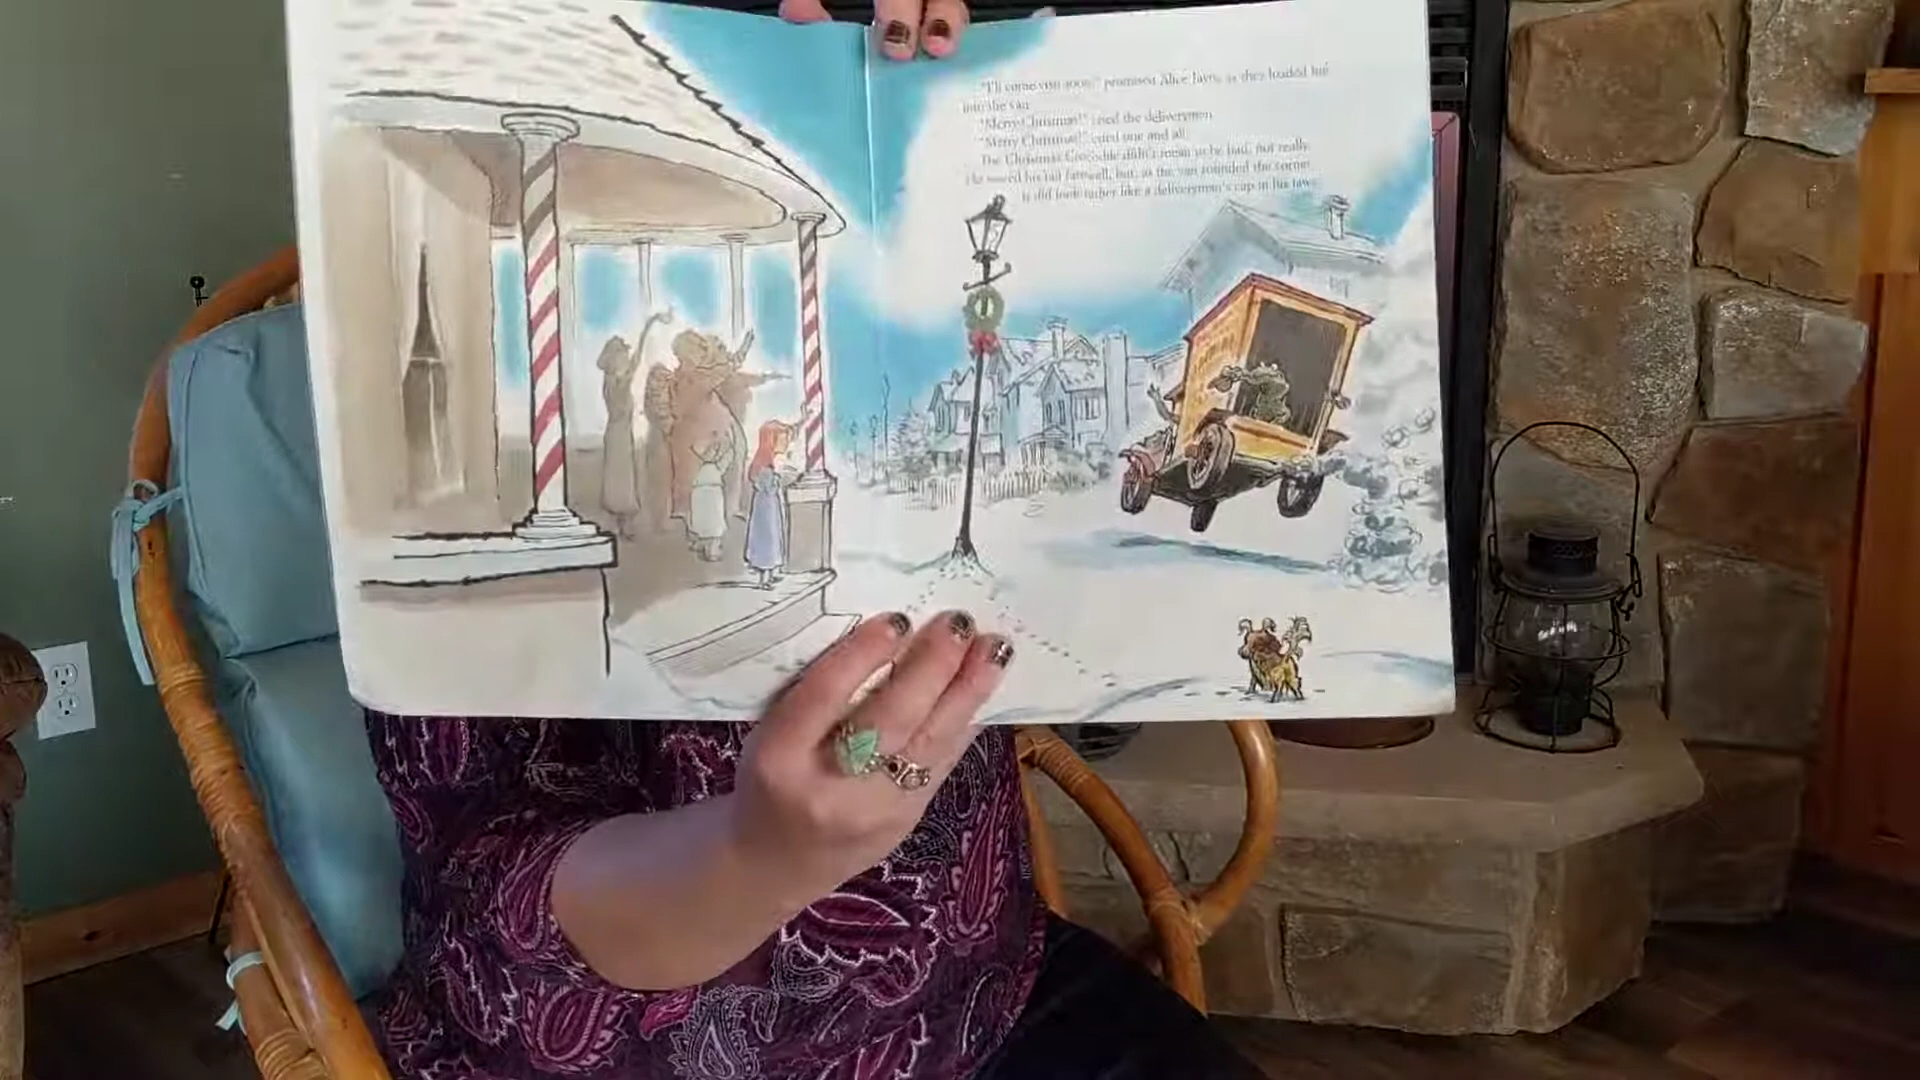 "I'll come visit soon," promised Alice Jayne as they loaded him
into the van.
"Merry Christmas!" cried the deliverymen.
"Merry Christmas!" cried one and all.
The Christmas Crocodile didn't mean to be bad, not really.
He waved his tail farewell, but, as the van rounded the corner,
it did look rather like a deliveryman's cap in his jaws.